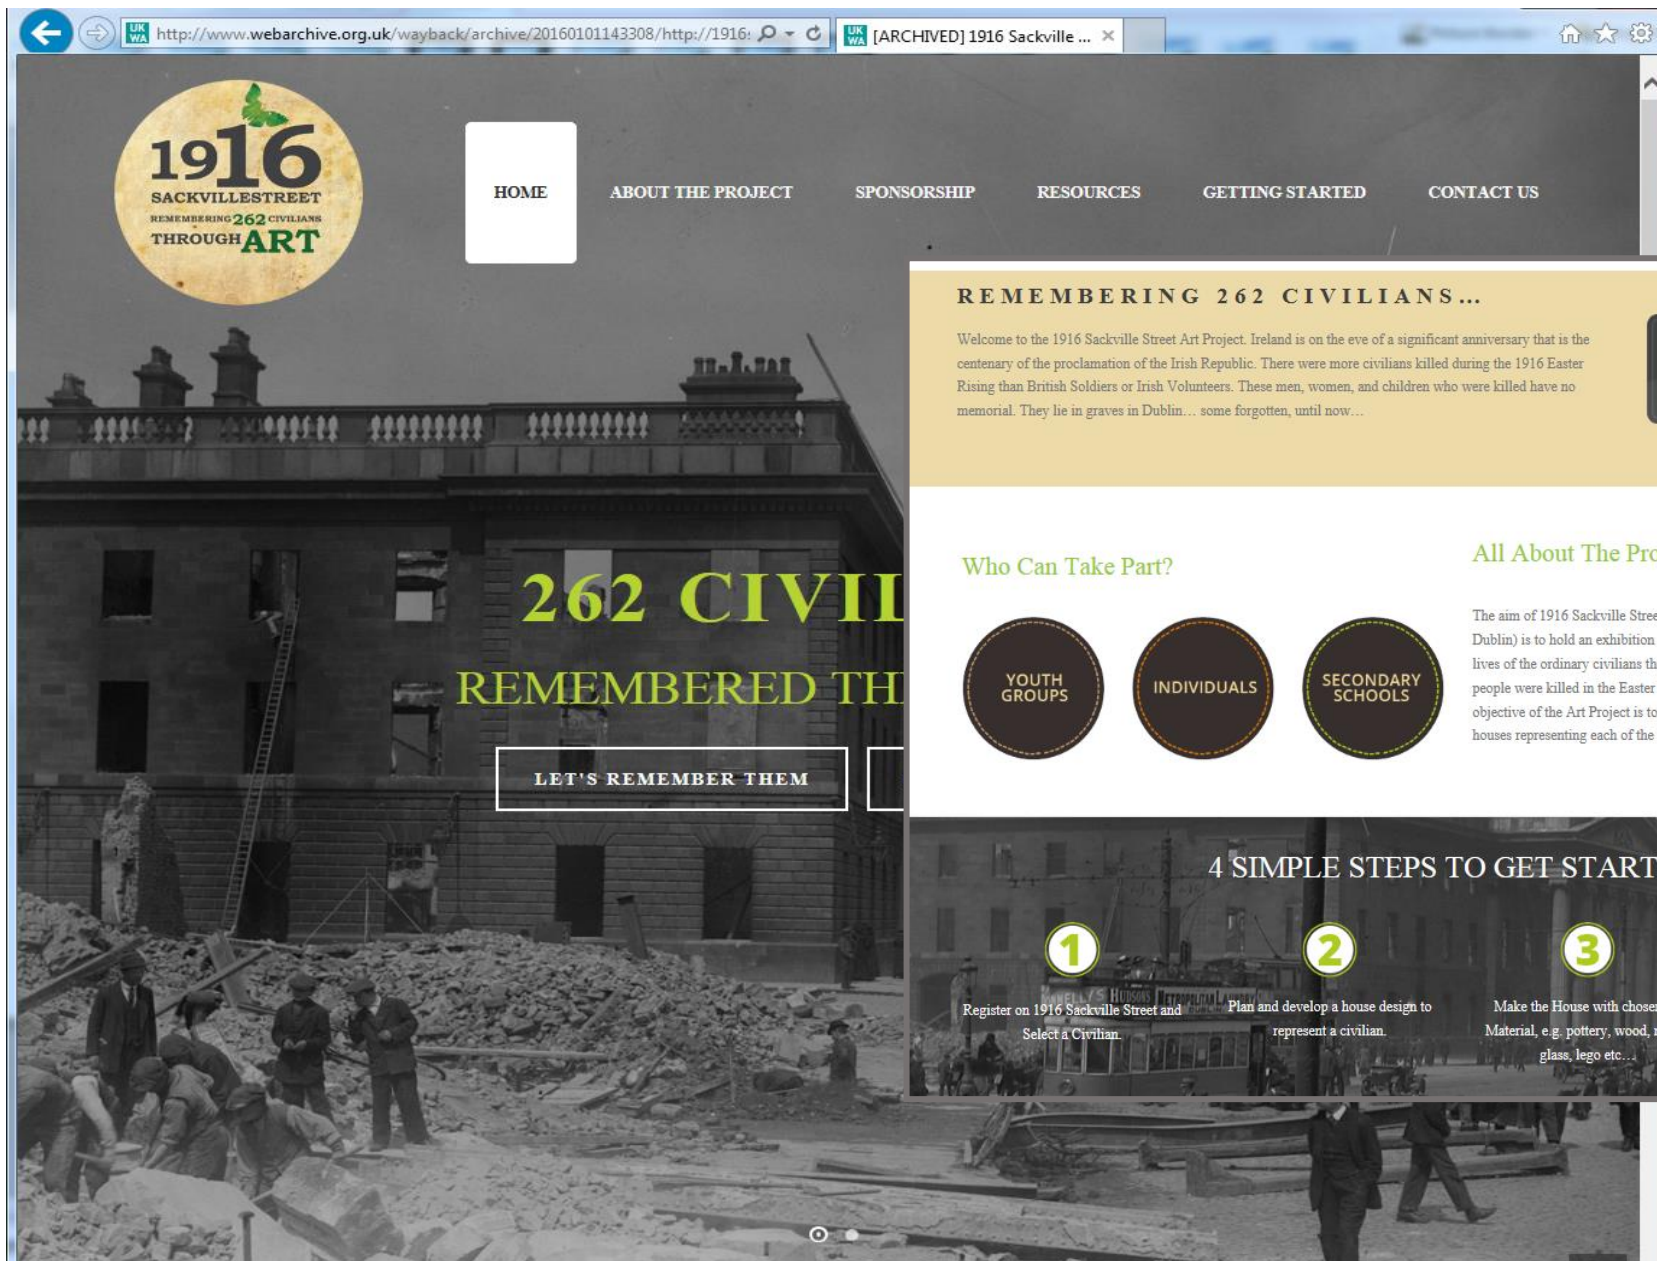 UK
WA
http://www.webarchive.org.uk/wayback/archive/20160101143308/http://1916:
UK
WA
[ARCHIVED] 1916 Sackville ...
1916
SACKVILLESTREET
REMEMBERING 262 CIVILIANS
THROUGH ART
HOME
ABOUT THE PROJECT
SPONSORSHIP
RESOURCES
GETTING STARTED
CONTACT US
262 CIVIL
REMEMBERED TH
LET'S REMEMBER THEM
REMEMBERING 262 CIVILIANS...
Welcome to the 1916 Sackville Street Art Project. Ireland is on the eve of a significant anniversary that is the
centenary of the proclamation of the Irish Republic. There were more civilians killed during the 1916 Easter
Rising than British Soldiers or Irish Volunteers. These men, women, and children who were killed have no
memorial. They lie in graves in Dublin... some forgotten, until now...
Who Can Take Part?
YOUTH
GROUPS
INDIVIDUALS
SECONDARY
SCHOOLS
All About The Pro
The aim of 1916 Sackville Stree
Dublin) is to hold an exhibition
lives of the ordinary civilians th
people were killed in the Easter
objective of the Art Project is to
houses representing each of the
4 SIMPLE STEPS TO GET START
1
Register on 1916 Sackville Street and
Select a Civilian.
2
Plan and develop a house design to
represent a civilian.
3
Make the House with chosen
Material, e.g. pottery, wood,
glass, lego etc...
HUDSONS METROPOLITAN